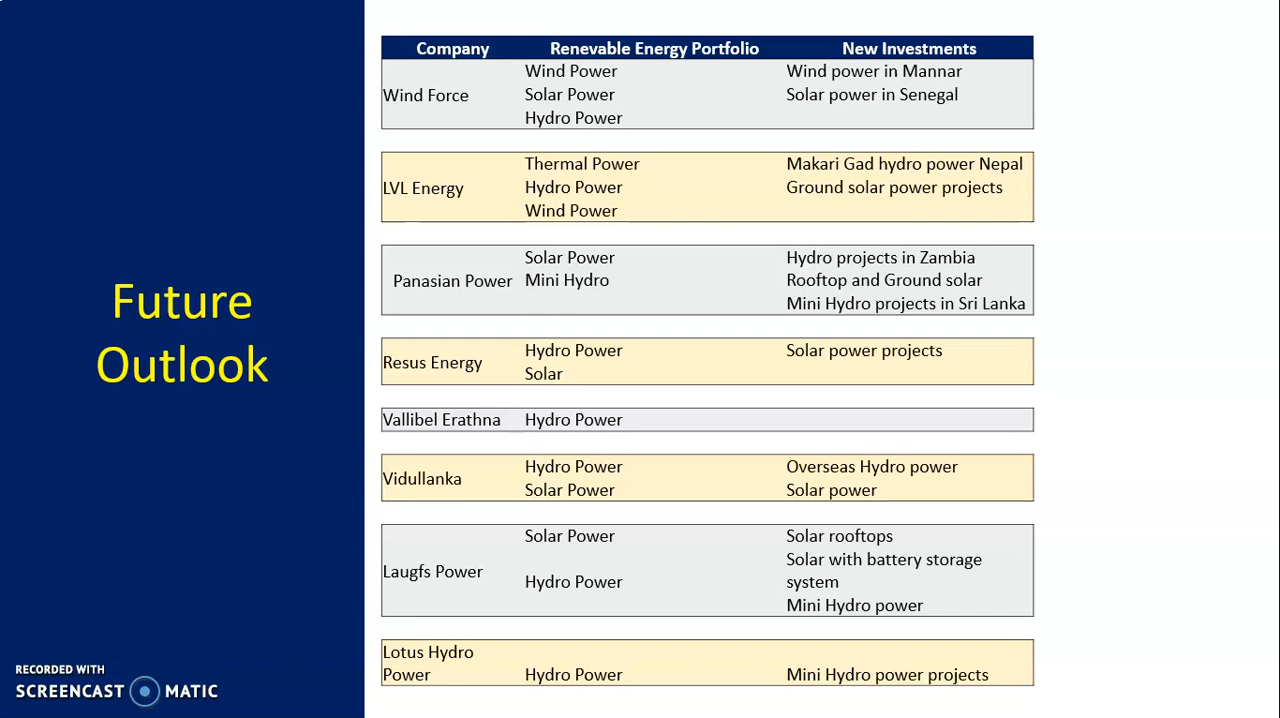 Future
Outlook
Company Renevable Energy Portfolio New Investments
Wind Force
Wind Power Wind power in Mannar
Solar Power Solar power in Senegal
Hydro Power
LVL Energy
Thermal Power Makari Gad hydro power Nepal
Hydro Power Ground solar power projects
Wind Power
Panasian Power
Solar Power Hydro projects in Zambia
Mini Hydro Rooftop and Ground solar
Mini Hydro projects in Sri Lanka
Resus Energy
Hydro Power Solar power projects
Solar
Vallibel Erathna Hydro Power
Vidullanka
Hydro Power Overseas Hydro power
Solar Power Solar power
Laugfs Power
Solar Power Solar rooftops
Solar with battery storage
Hydro Power system
Mini Hydro power
Lotus Hydro
Power Hydro Power Mini Hydro power projects
RECORDED WITH
SCREENCAST MATIC